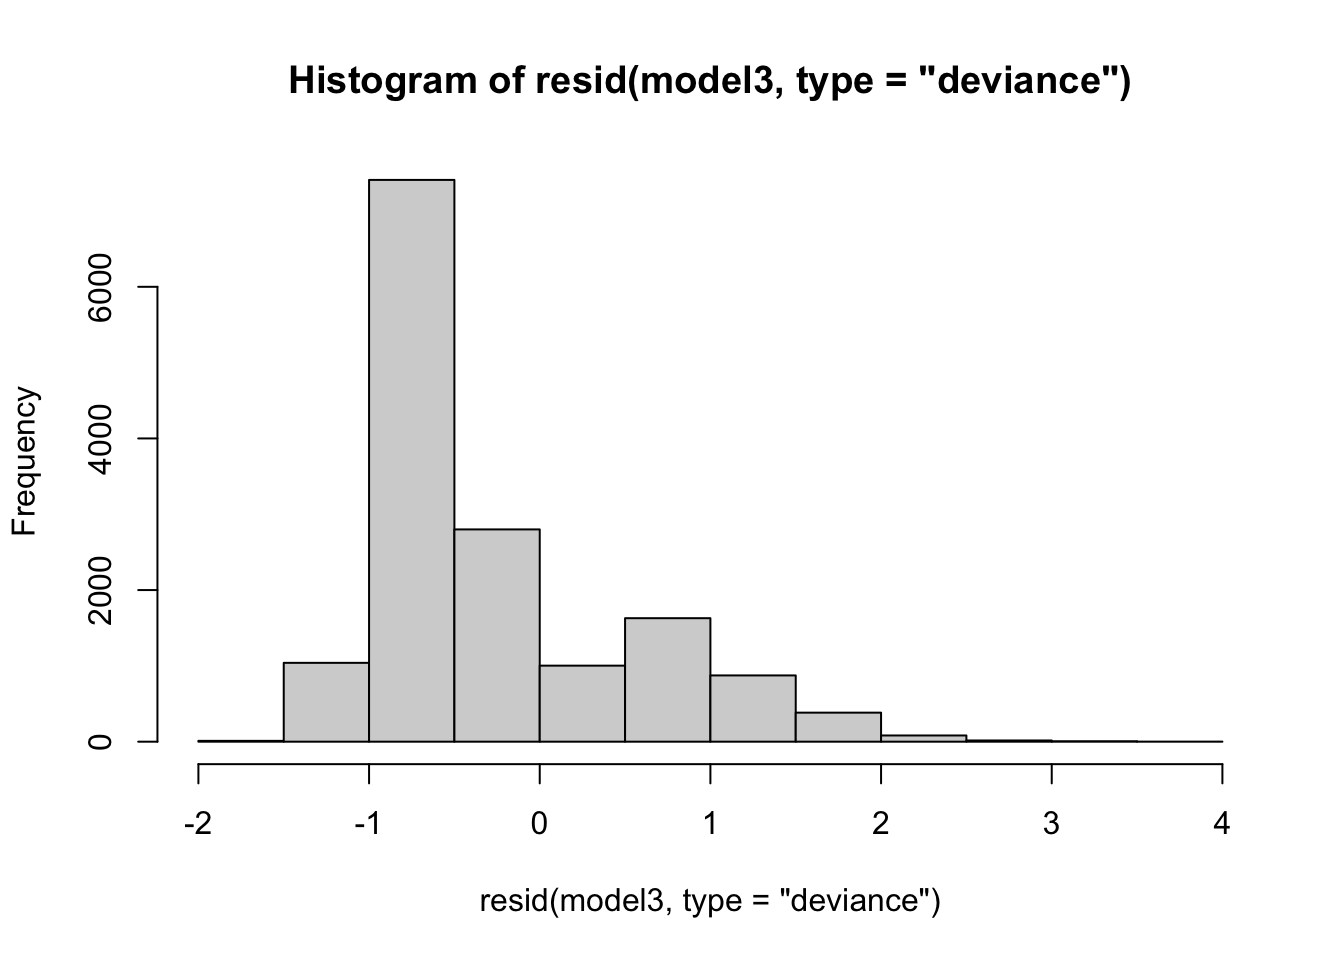 Histogram of resid(model3, type = "deviance")
Frequency
6000
4000
2000
0
-2 -1 0 1 2 3 4
resid(model3, type = "deviance")